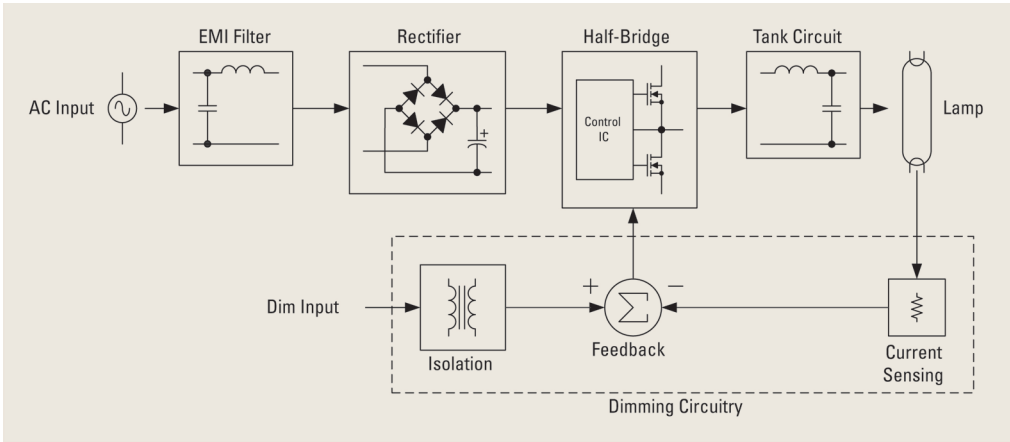 EMI Filter
Rectifier
Half-Bridge
Tank Circuit
AC Input
Control
IC
Lamp
Dim Input
+
−
Σ
+
Isolation
Feedback
Current
Sensing
Dimming Circuitry